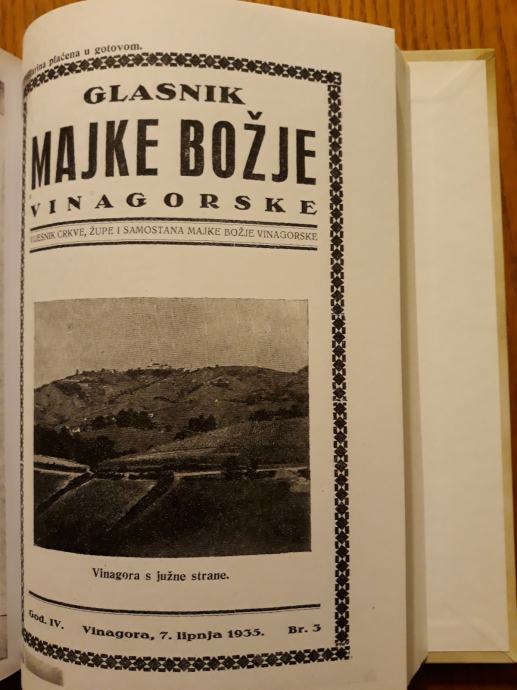 plaćena u gotovom.
GLASNIK
MAJKE BOŽJE
VINAGORSKE
VJESNIK CRKVE, ŽUPE I SAMOSTANA MAJKE BOŽJE VINAGORSKE
Vinagora s južne strane.
God. IV. Vinagora, 7. lipnja 1935. Br. 3